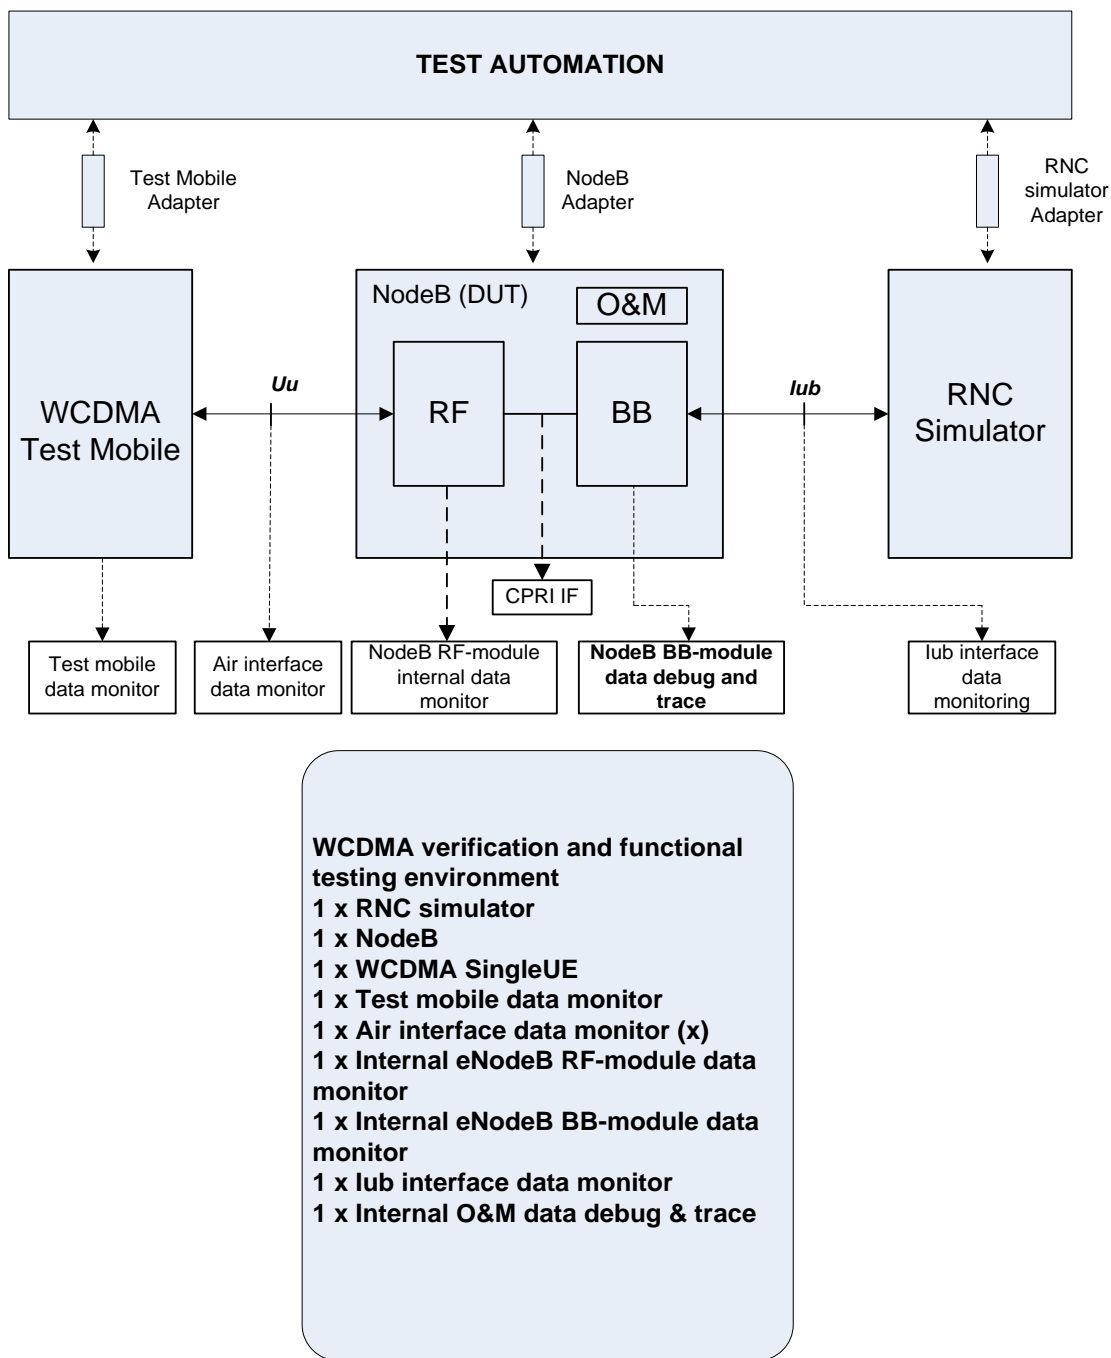 TEST AUTOMATION
Test Mobile
Adapter
NodeB
Adapter
RNC
simulator
Adapter
NodeB (DUT)
O&M
WCDMA
Test Mobile
Uu
RF
BB
Iub
RNC
Simulator
CPRI IF
Test mobile
data monitor
Air interface
data monitor
NodeB RF-module
internal data
monitor
NodeB BB-module
data debug and
trace
Iub interface
data
monitoring
WCDMA verification and functional
testing environment
1 x RNC simulator
1 x NodeB
1 x WCDMA SingleUE
1 x Test mobile data monitor
1 x Air interface data monitor (x)
1 x Internal eNodeB RF-module data
monitor
1 x Internal eNodeB BB-module data
monitor
1 x Iub interface data monitor
1 x Internal O&M data debug & trace